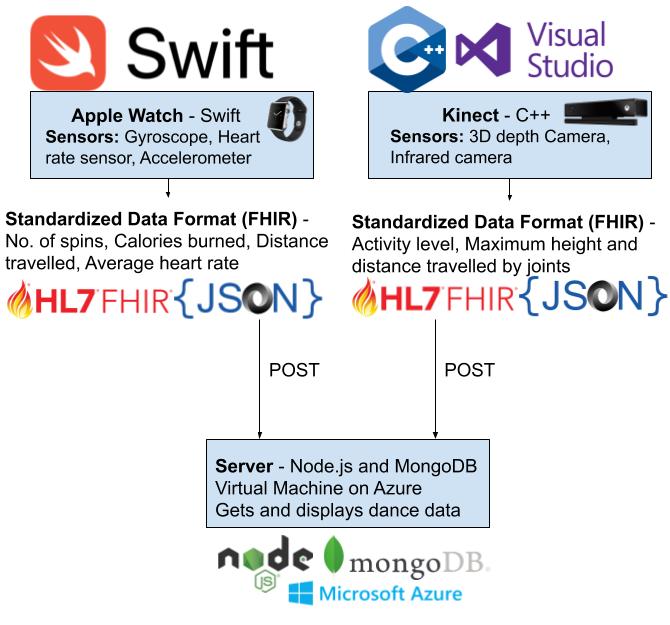 Swift
C++
Visual
Studio
Apple Watch - Swift
Sensors: Gyroscope, Heart
rate sensor, Accelerometer
Kinect - C++
Sensors: 3D depth Camera,
Infrared camera
Standardized Data Format (FHIR) -
No. of spins, Calories burned, Distance
travelled, Average heart rate
HL7 FHIR® {JSON}
Standardized Data Format (FHIR) -
Activity level, Maximum height and
distance travelled by joints
HL7 FHIR® {JSON}
POST
POST
Server - Node.js and MongoDB
Virtual Machine on Azure
Gets and displays dance data
node
JS
mongoDB®
Microsoft Azure